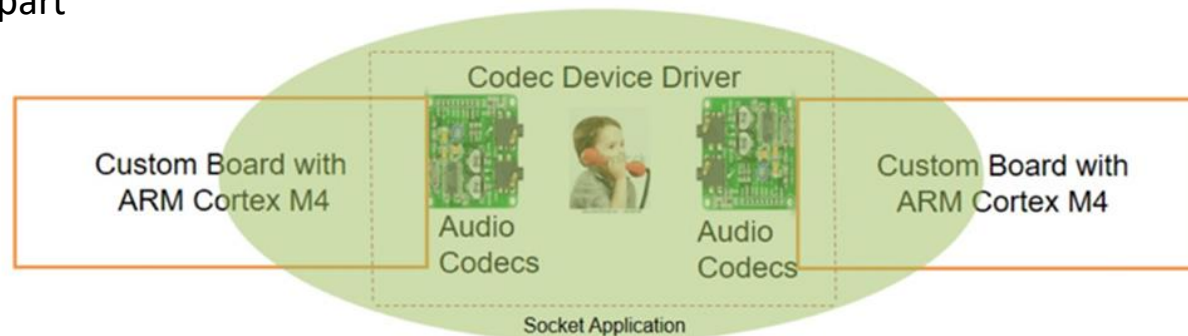 part
Codec Device Driver
Custom Board with
ARM Cortex M4
Audio
Codecs
Audio
Codecs
Custom Board with
ARM Cortex M4
Socket Application